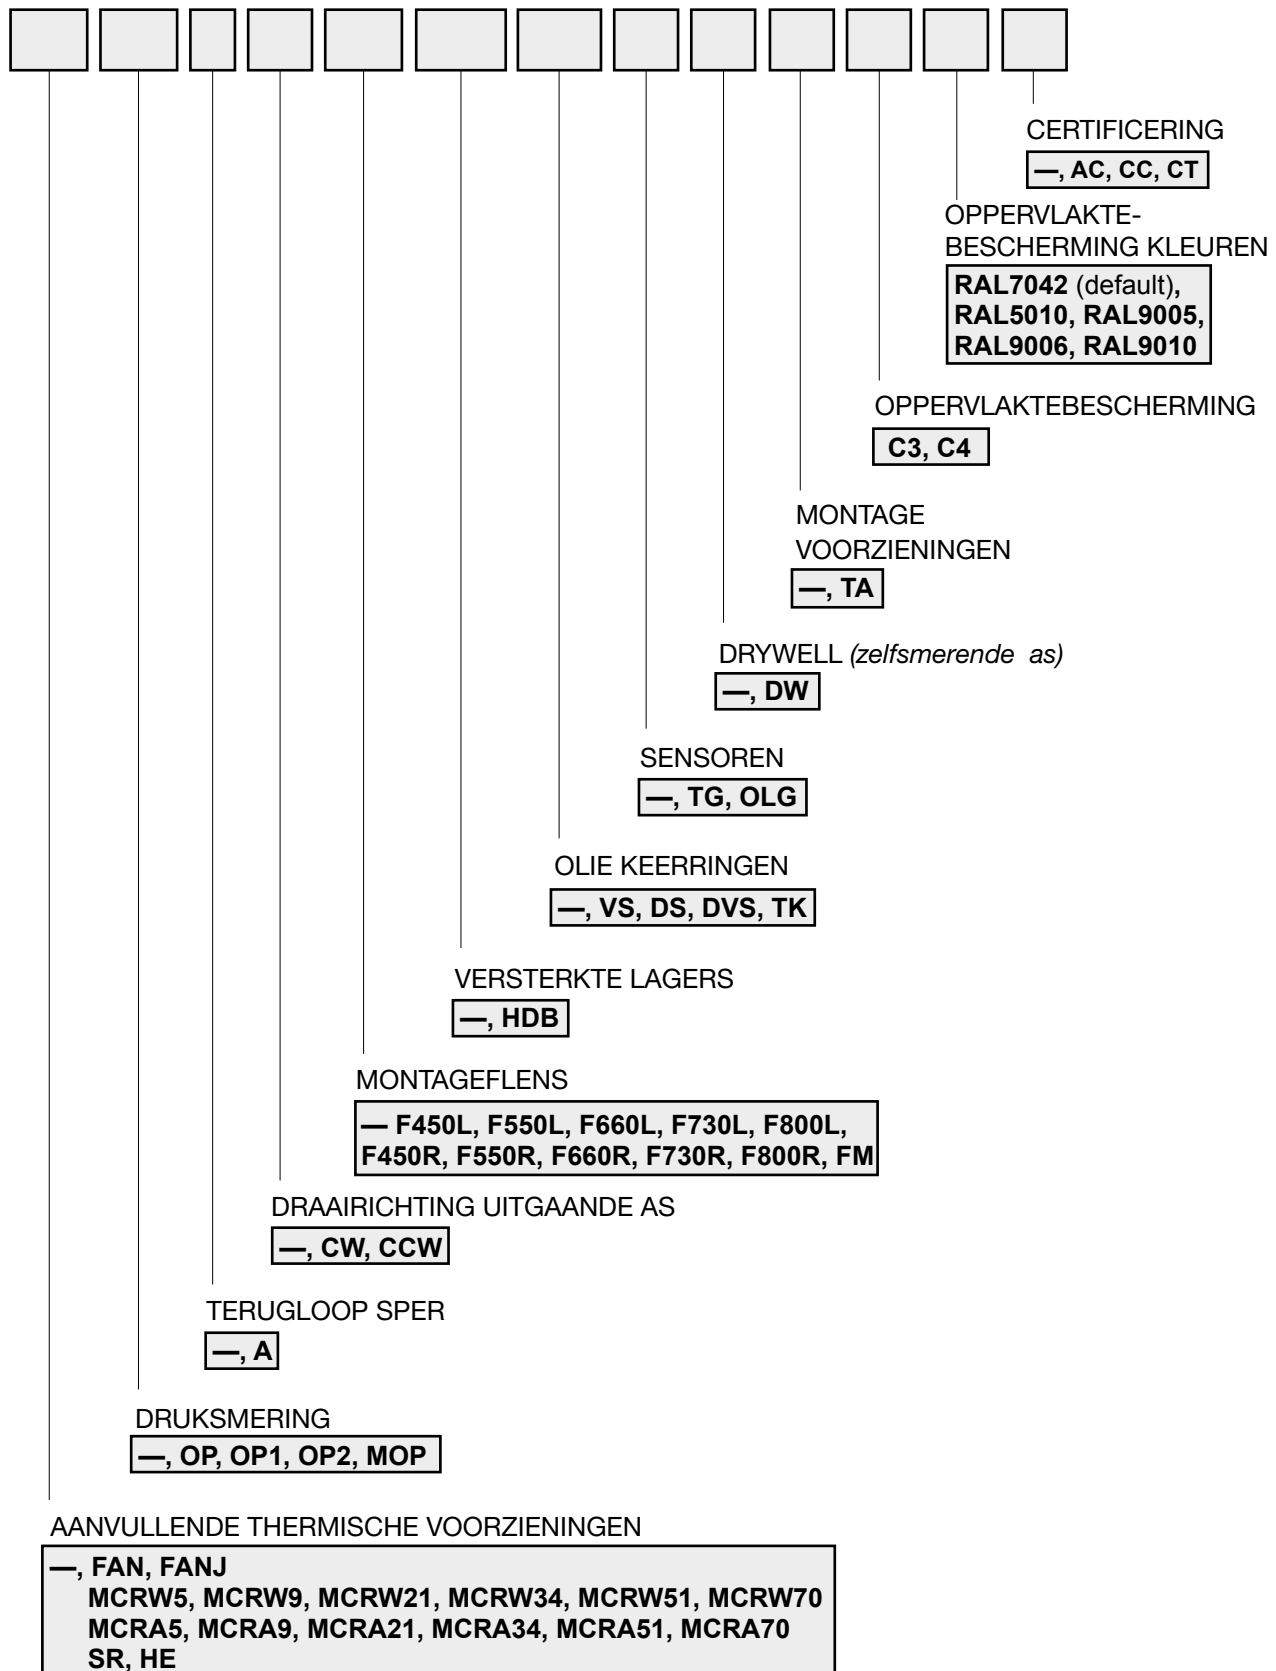 CERTIFICERING
—, AC, CC, CT
OPPERVLAKTE-
BESCHERMING KLEUREN
RAL7042 (default),
RAL5010, RAL9005,
RAL9006, RAL9010
OPPERVLAKTEBESCHERMING
C3, C4
MONTAGE
VOORZIENINGEN
—, TA
DRYWELL (zelfsmerende as)
—, DW
SENSOREN
—, TG, OLG
OLIE KEERRINGEN
—, VS, DS, DVS, TK
VERSTERKTE LAGERS
—, HDB
MONTAGEFLENS
— F450L, F550L, F660L, F730L, F800L,
F450R, F550R, F660R, F730R, F800R, FM
DRAAIRICHTING UITGAANDE AS
—, CW, CCW
TERUGLOOP SPER
—, A
DRUKSMERING
—, OP, OP1, OP2, MOP
AANVULLENDE THERMISCHE VOORZIENINGEN
—, FAN, FANJ
MCRW5, MCRW9, MCRW21, MCRW34, MCRW51, MCRW70
MCRA5, MCRA9, MCRA21, MCRA34, MCRA51, MCRA70
SR, HE